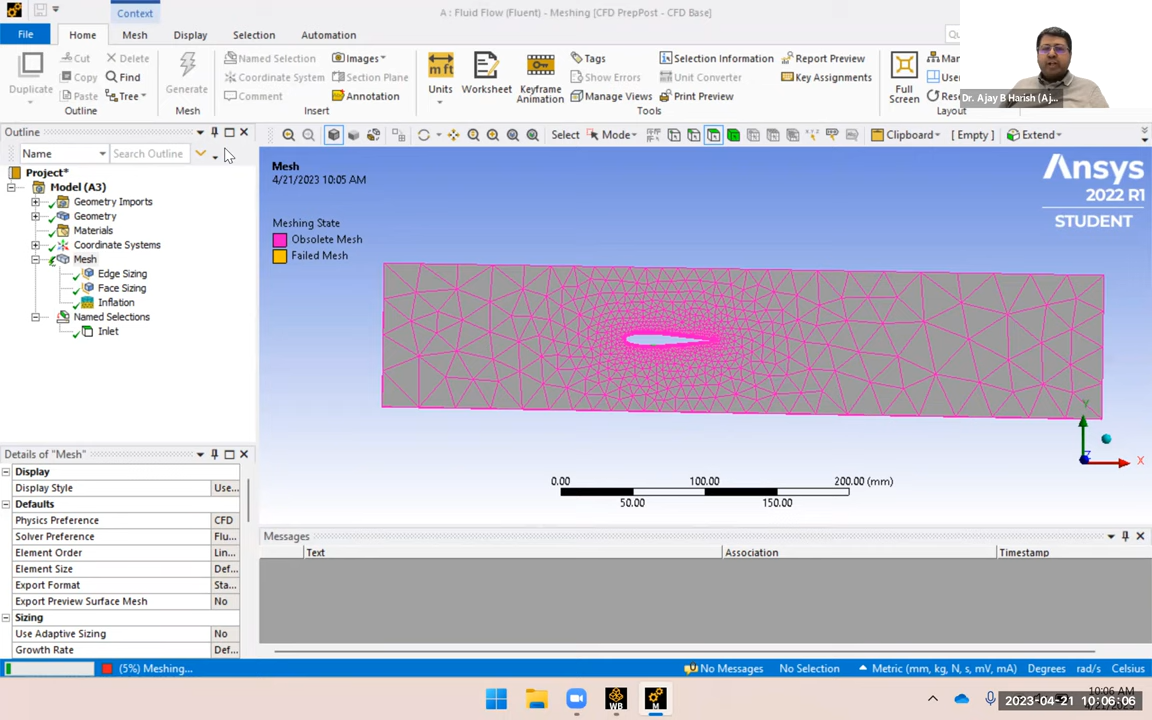 Context
A : Fluid Flow (Fluent) - Meshing [CFD PrepPost - CFD Base]
File
Home
Mesh
Display
Selection
Automation
Duplicate
Cut
Delete
Copy
Find
Paste
Tree
Outline
Generate
Mesh
Named Selection
Coordinate System
Comment
Images
Section Plane
Annotation
Insert
mft
Units
Worksheet
Keyframe Animation
Tags
Show Errors
Manage Views
Selection Information
Unit Converter
Print Preview
Report Preview
Key Assignments
Tools
Full Screen
Layout
Dr. Ajay B Harish (Aj...
Outline
Name
Search Outline
Select
Mode
Clipboard
[ Empty ]
Extend
Project*
Model (A3)
Geometry Imports
Geometry
Materials
Coordinate Systems
Mesh
Edge Sizing
Face Sizing
Inflation
Named Selections
Inlet
Mesh
4/21/2023 10:05 AM
Meshing State
Obsolete Mesh
Failed Mesh
Ansys
2022 R1
STUDENT
Y
Z
X
0.00
100.00
200.00 (mm)
50.00
150.00
Details of "Mesh"
Display
Display Style Use...
Defaults
Physics Preference CFD
Solver Preference Flu...
Element Order Lin...
Element Size Def...
Export Format Sta...
Export Preview Surface Mesh No
Sizing
Use Adaptive Sizing No
Growth Rate Def...
Messages
Text
Association
Timestamp
(5%) Meshing...
No Messages
No Selection
Metric (mm, kg, N, s, mV, mA)
Degrees
rad/s
Celsius
WB
M
2023-04-21 10:06:06